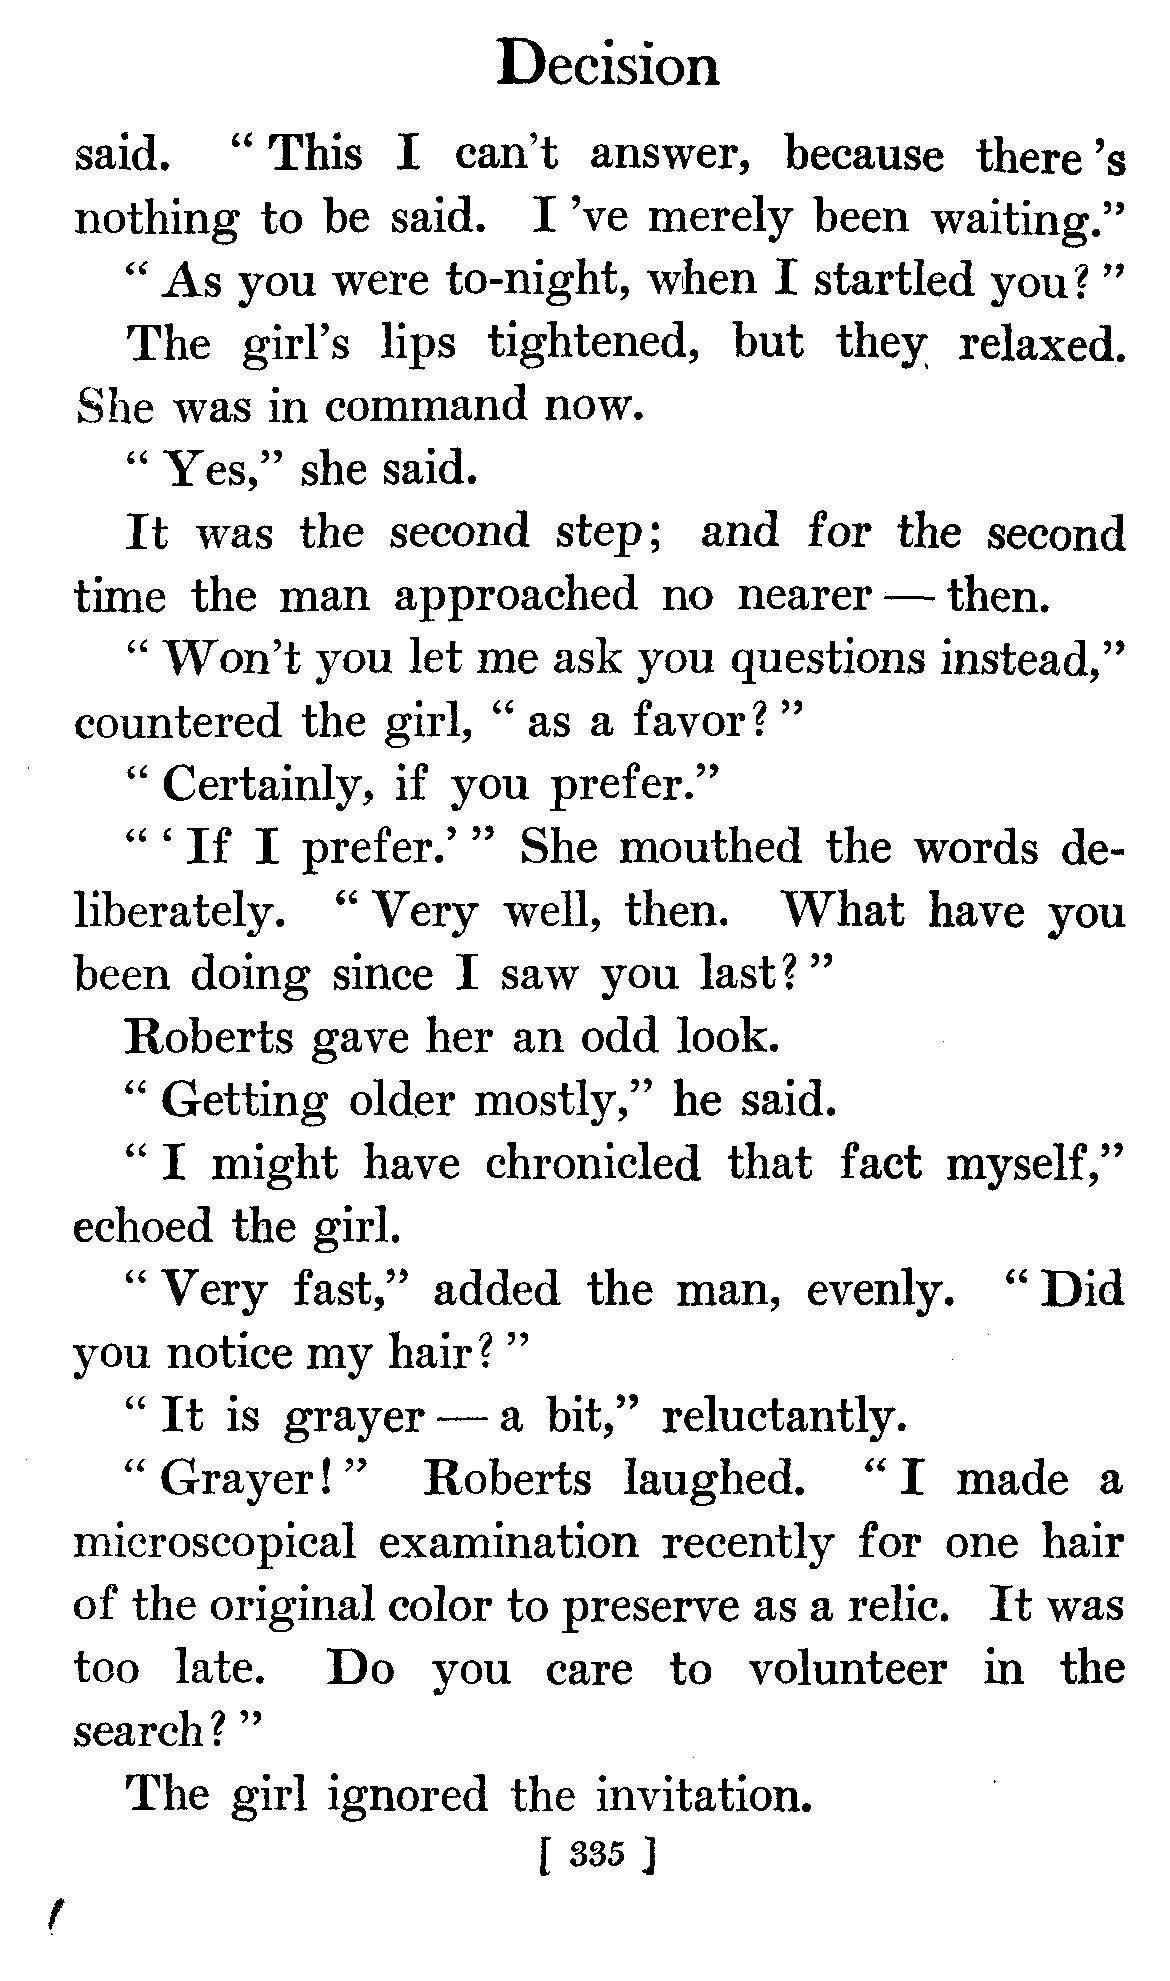 Decision
said. “ This I can't answer, because there 's
nothing to be said. I 've merely been waiting.”
“ As you were to-night, when I startled you? ”
The girl's lips tightened, but they relaxed.
She was in command now.
“ Yes,” she said.
It was the second step; and for the second
time the man approached no nearer — then.
“ Won't you let me ask you questions instead,”
countered the girl, “ as a favor? ”
“ Certainly, if you prefer.”
“ ‘ If I prefer.’ ” She mouthed the words de-
liberately. “ Very well, then. What have you
been doing since I saw you last? ”
Roberts gave her an odd look.
“ Getting older mostly,” he said.
“ I might have chronicled that fact myself,”
echoed the girl.
“ Very fast,” added the man, evenly. “ Did
you notice my hair? ”
“ It is grayer — a bit,” reluctantly.
“ Grayer! ” Roberts laughed. “ I made a
microscopical examination recently for one hair
of the original color to preserve as a relic. It was
too late. Do you care to volunteer in the
search? ”
The girl ignored the invitation.
[ 335 ]